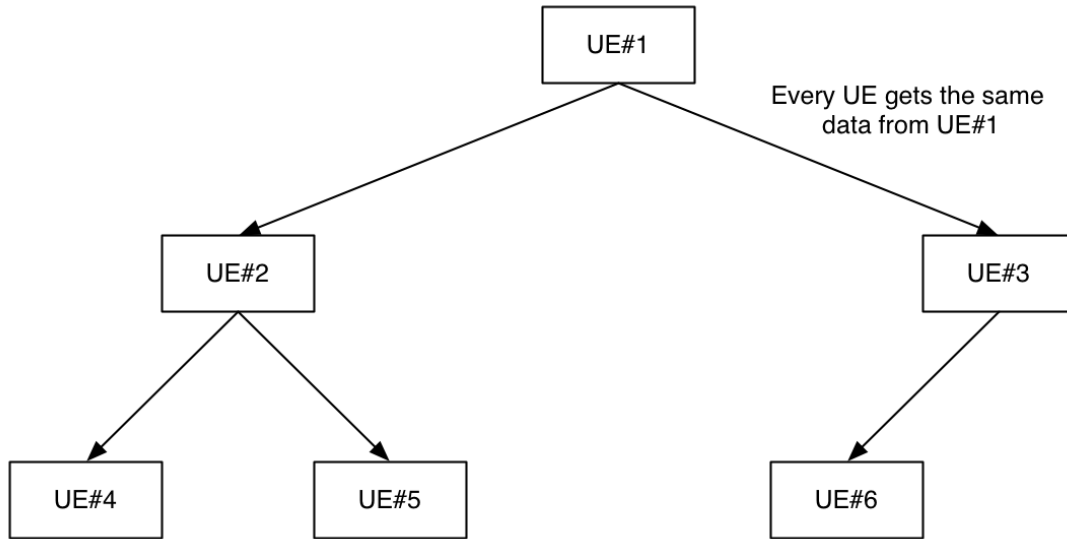 UE#1
Every UE gets the same
data from UE#1
UE#2
UE#3
UE#4
UE#5
UE#6